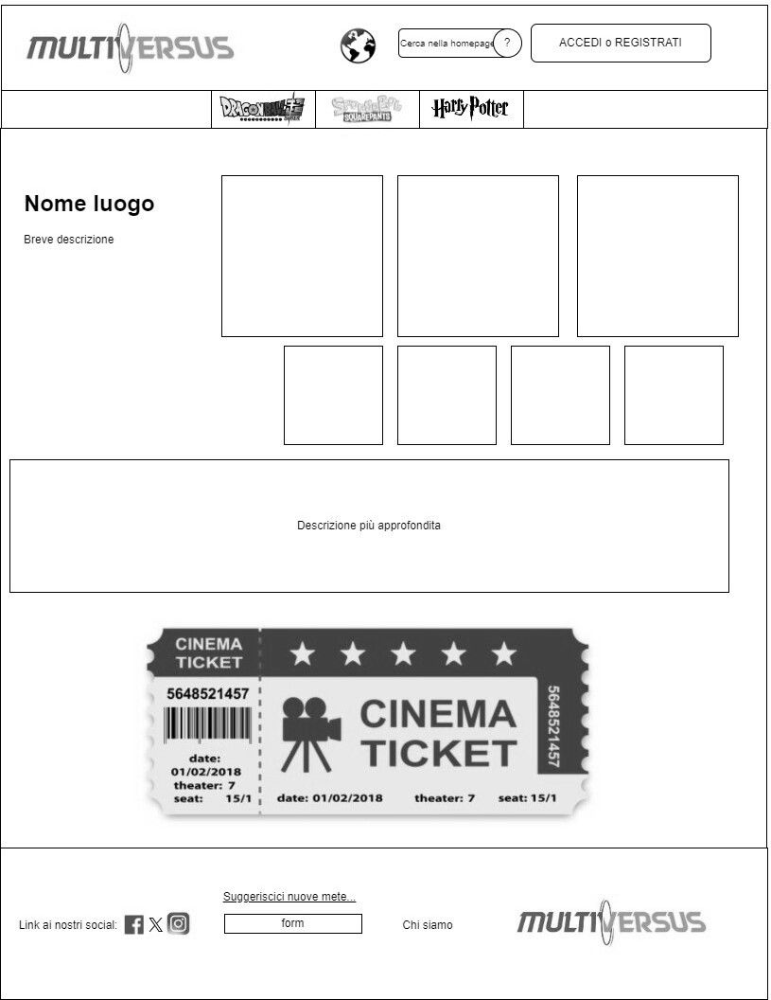 MULTIVERSUS
Cerca nella homepage
?
ACCEDI o REGISTRATI
DRAGONBALL
SUPER
SpongeBob
SQUAREPANTS
Harry Potter
Nome luogo
Breve descrizione
Descrizione più approfondita
CINEMA
TICKET
5648521457
date:
01/02/2018
theater: 7
seat: 15/1
CINEMA
TICKET
date: 01/02/2018 theater: 7 seat: 15/1
5648521457
Suggeriscici nuove mete...
Link ai nostri social:
form
Chi siamo
MULTIVERSUS